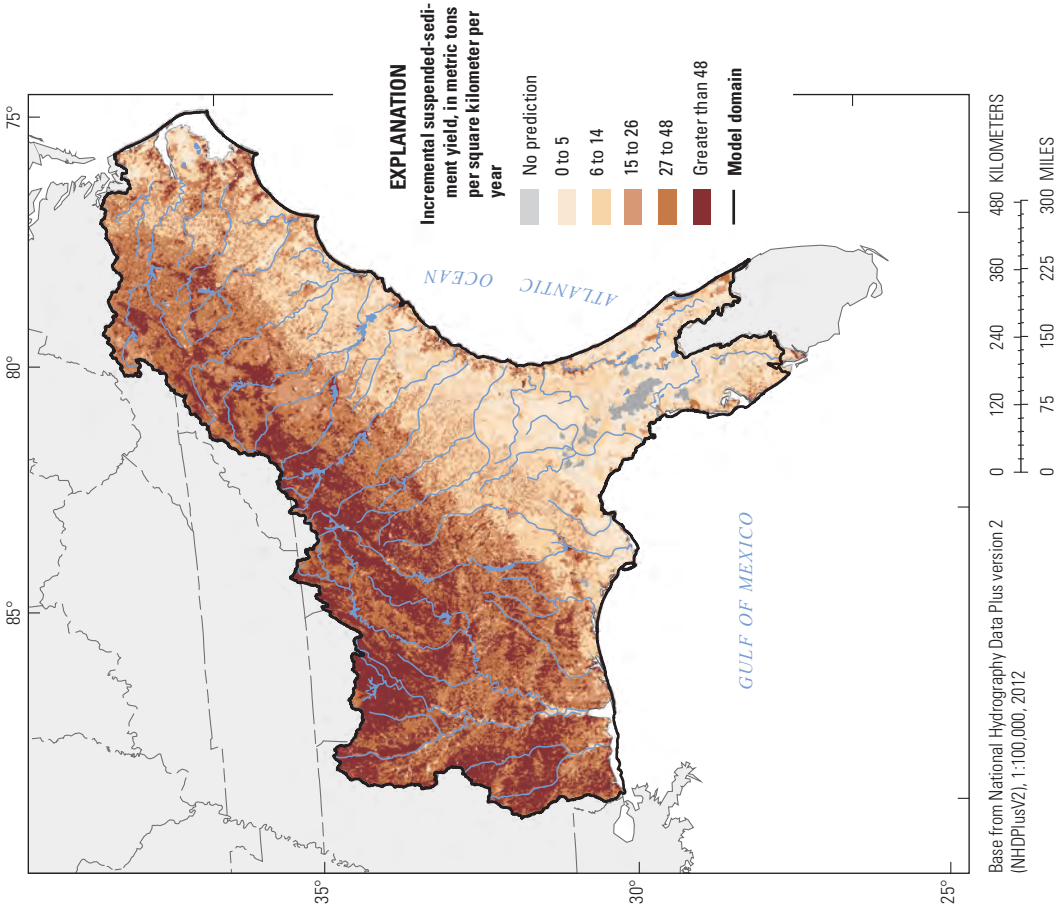 75°
80°
85°
35°
30°
25°
EXPLANATION
Incremental suspended-sedi-
ment yield, in metric tons
per square kilometer per
year
No prediction
0 to 5
6 to 14
15 to 26
27 to 48
Greater than 48
Model domain
ATLANTIC OCEAN
GULF OF MEXICO
0 120 240 360 480 KILOMETERS
0 75 150 225 300 MILES
Base from National Hydrography Data Plus version 2
(NHDPlusV2), 1:100,000, 2012